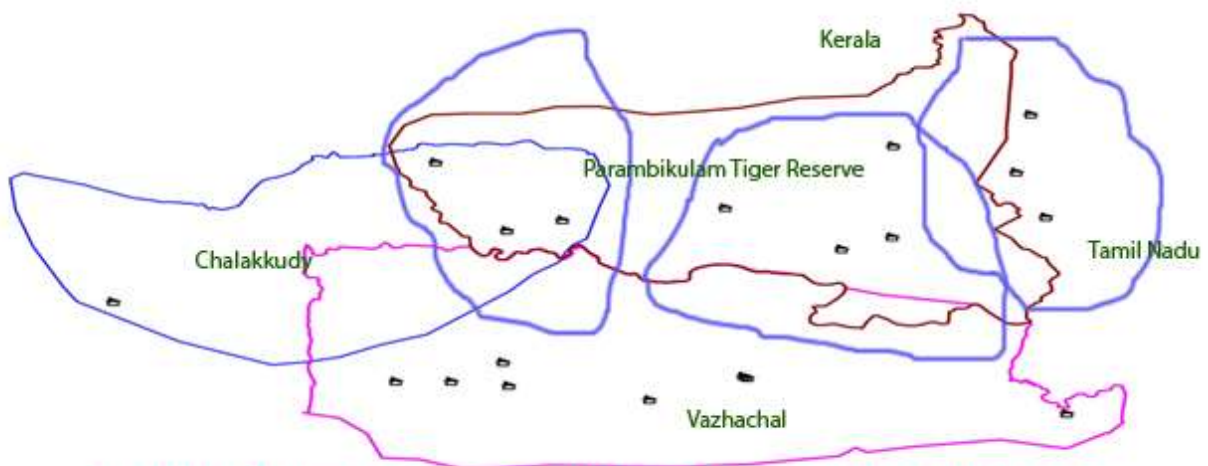 Kerala
Parambikulam Tiger Reserve
Chalakkudy
Tamil Nadu
Vazhachal